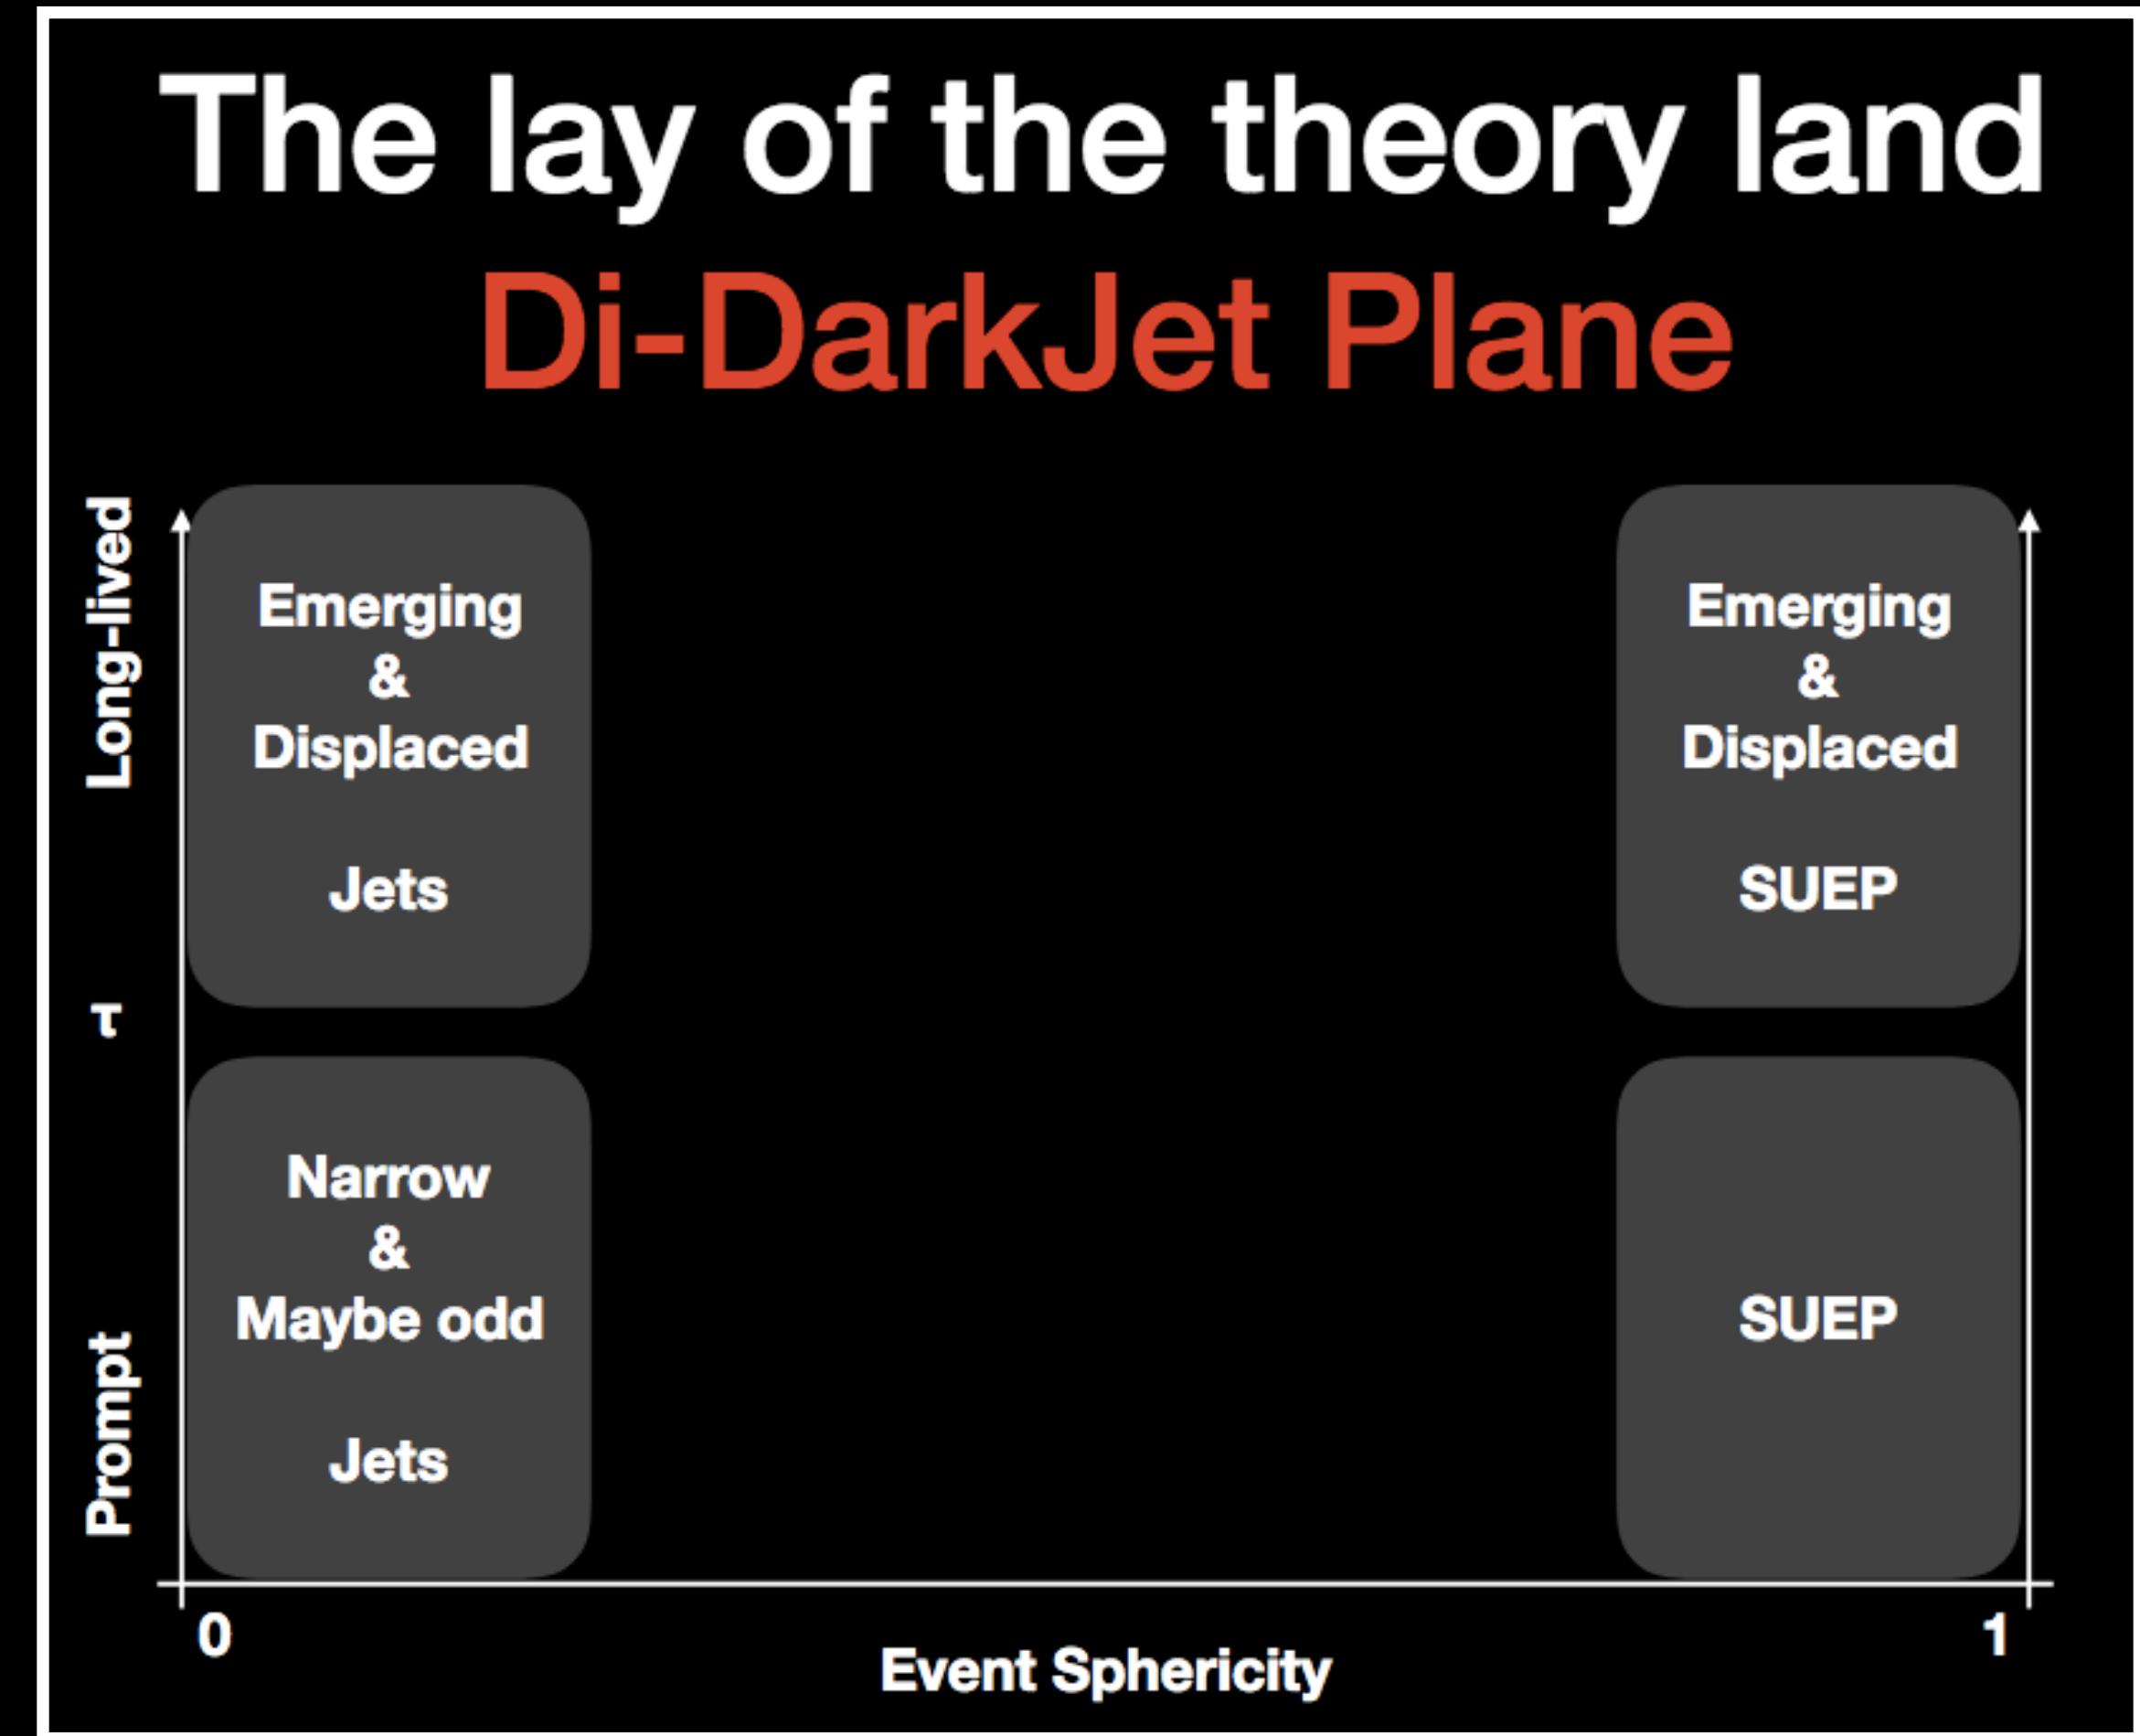 The lay of the theory land
Di-DarkJet Plane
Long-lived
τ
Prompt
Emerging
&
Displaced
Jets
Emerging
&
Displaced
SUEP
Narrow
&
Maybe odd
Jets
SUEP
0
1
Event Sphericity